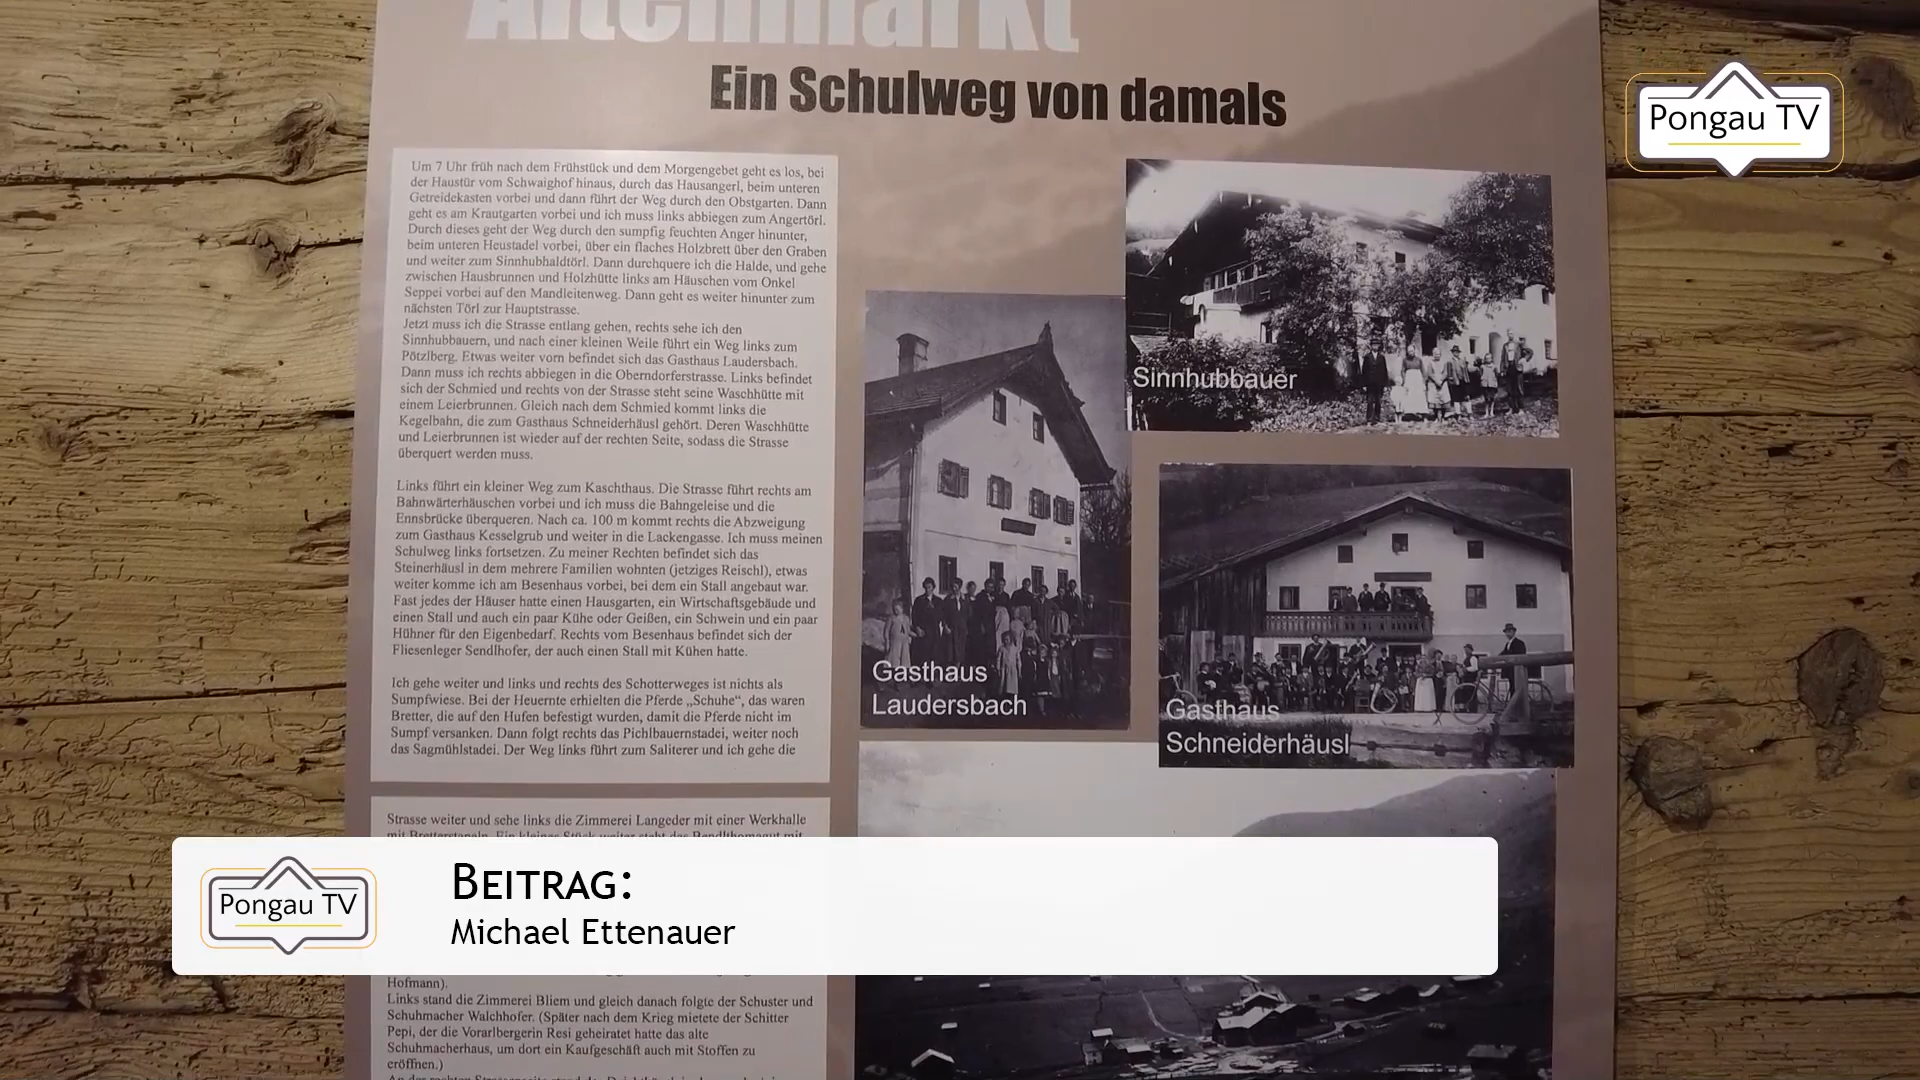 Altenmarkt
Ein Schulweg von damals
Pongau TV
Um 7 Uhr früh nach dem Frühstück und dem Morgengebet geht es los, bei
der Haustür vom Schwaighof hinaus, durch das Hausangerl, beim unteren
Getreidekasten vorbei und dann führt der Weg durch den Obstgarten. Dann
geht es am Krautgarten vorbei und ich muss links abbiegen zum Angertörl.
Durch dieses geht der Weg durch den sumpfig feuchten Anger hinunter,
beim unteren Heustadel vorbei, über ein flaches Holzbrett über den Graben
und weiter zum Sinnhubhaldtörl. Dann durchquere ich die Halde, und gehe
zwischen Hausbrunnen und Holzhütte links am Häuschen vom Onkel
Seppei vorbei auf den Mandleitenweg. Dann geht es weiter hinunter zum
nächsten Törl zur Hauptstrasse.
Jetzt muss ich die Strasse entlang gehen, rechts sehe ich den
Sinnhubbauern, und nach einer kleinen Weile führt ein Weg links zum
Pötzlberg. Etwas weiter vorn befindet sich das Gasthaus Laudersbach.
Dann muss ich rechts abbiegen in die Oberndorferstrasse. Links befindet
sich der Schmied und rechts von der Strasse steht seine Waschhütte mit
einem Leierbrunnen. Gleich nach dem Schmied kommt links die
Kegelbahn, die zum Gasthaus Schneiderhäusl gehört. Deren Waschhütte
und Leierbrunnen ist wieder auf der rechten Seite, sodass die Strasse
überquert werden muss.
Links führt ein kleiner Weg zum Kaschthaus. Die Strasse führt rechts am
Bahnwärterhäuschen vorbei und ich muss die Bahngeleise und die
Ennsbrücke überqueren. Nach ca. 100 m kommt rechts die Abzweigung
zum Gasthaus Kesselgrub und weiter in die Lackengasse. Ich muss meinen
Schulweg links fortsetzen. Zu meiner Rechten befindet sich das
Steinerhäusl in dem mehrere Familien wohnten (jetziges Reischl), etwas
weiter komme ich am Besenhaus vorbei, bei dem ein Stall angebaut war.
Fast jedes der Häuser hatte einen Hausgarten, ein Wirtschaftsgebäude und
einen Stall und auch ein paar Kühe oder Geißen, ein Schwein und ein paar
Hühner für den Eigenbedarf. Rechts vom Besenhaus befindet sich der
Fliesenleger Sendlhofer, der auch einen Stall mit Kühen hatte.
Ich gehe weiter und links und rechts des Schotterweges ist nichts als
Sumpfwiese. Bei der Heuernte erhielten die Pferde „Schuhe“, das waren
Bretter, die auf den Hufen befestigt wurden, damit die Pferde nicht im
Sumpf versanken. Dann folgt rechts das Pichlbauernstadei, weiter noch
das Sagmühlstadei. Der Weg links führt zum Saliterer und ich gehe die
Strasse weiter und sehe links die Zimmerei Langeder mit einer Werkhalle
Sinnhubbauer
Gasthaus
Laudersbach
Gasthaus
Schneiderhäusl
Pongau TV
BEITRAG:
Michael Ettenauer
Hofmann).
Links stand die Zimmerei Bliem und gleich danach folgte der Schuster und
Schuhmacher Walchhofer. (Später nach dem Krieg mietete der Schitter
Pepi, der die Vorarlbergerin Resi geheiratet hatte das alte
Schuhmacherhaus, um dort ein Kaufgeschäft auch mit Stoffen zu
eröffnen.)